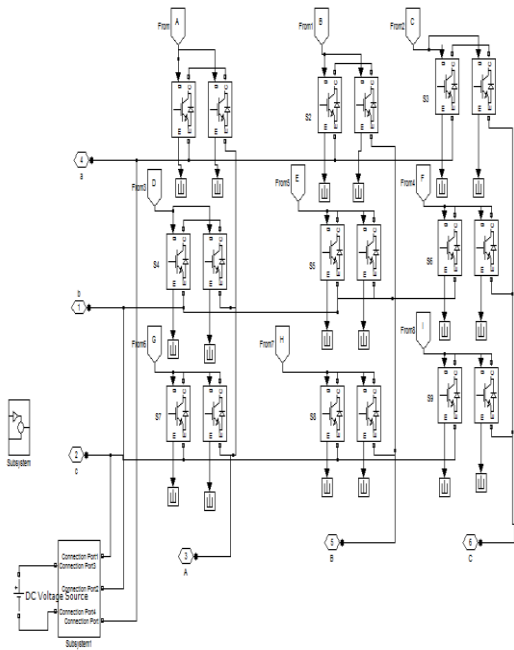 From
A
From1
B
From2
C
S2
S3
4
a
From3
D
From5
E
From4
F
S4
S5
S6
b
1
From6
G
From7
H
From8
I
S7
S8
S9
Subsystem
2
c
3
A
5
B
6
C
Connection Port1
Connection Port3
Connection Port2
DC Voltage Source
Connection Port4
Connection Port
Subsystem1